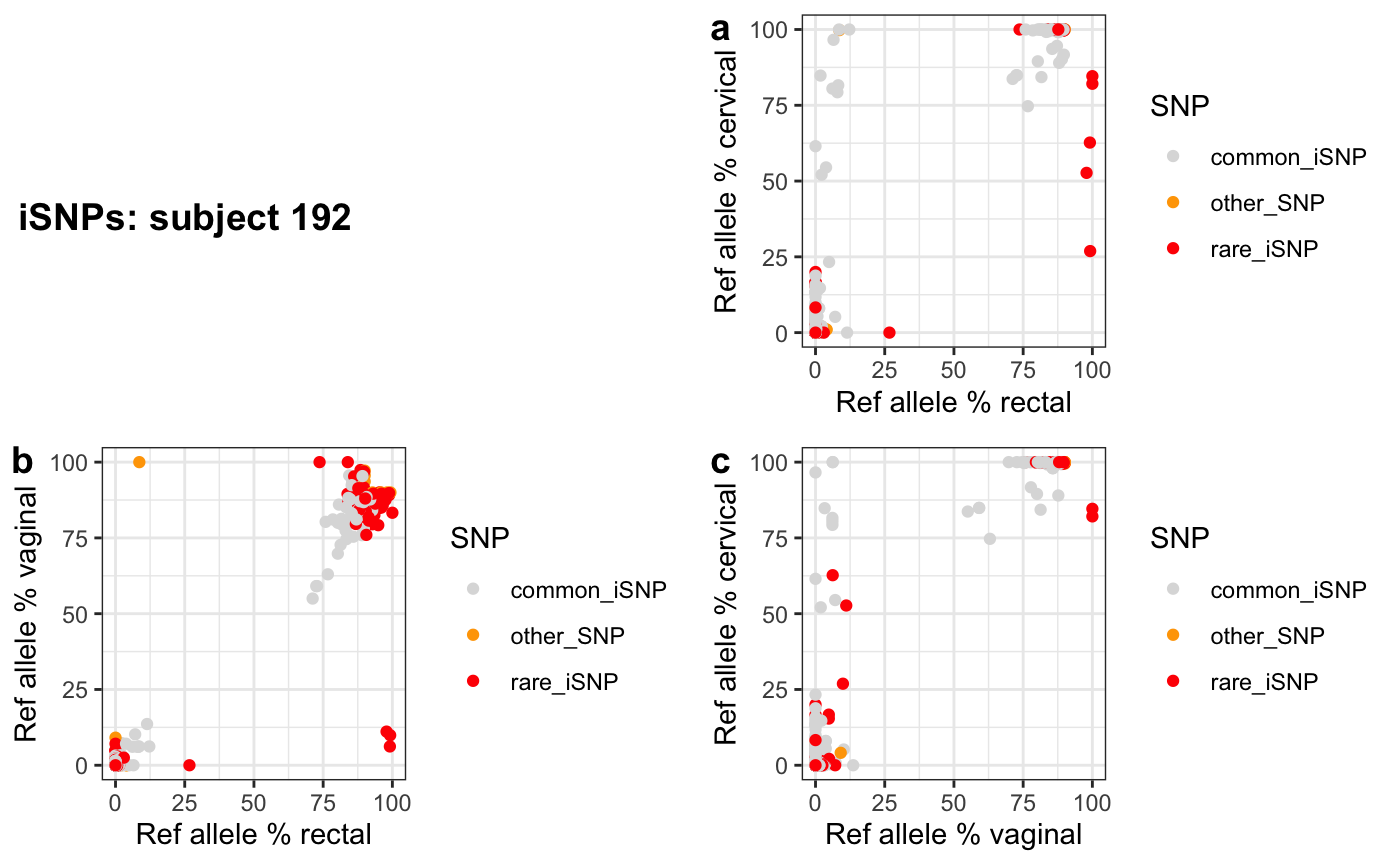 iSNPs: subject 192
a
Ref allele % cervical
100
75
50
25
0
0 25 50 75 100
Ref allele % rectal
SNP
common_iSNP
other_SNP
rare_iSNP
b
Ref allele % vaginal
100
75
50
25
0
0 25 50 75 100
Ref allele % rectal
SNP
common_iSNP
other_SNP
rare_iSNP
c
Ref allele % cervical
100
75
50
25
0
0 25 50 75 100
Ref allele % vaginal
SNP
common_iSNP
other_SNP
rare_iSNP